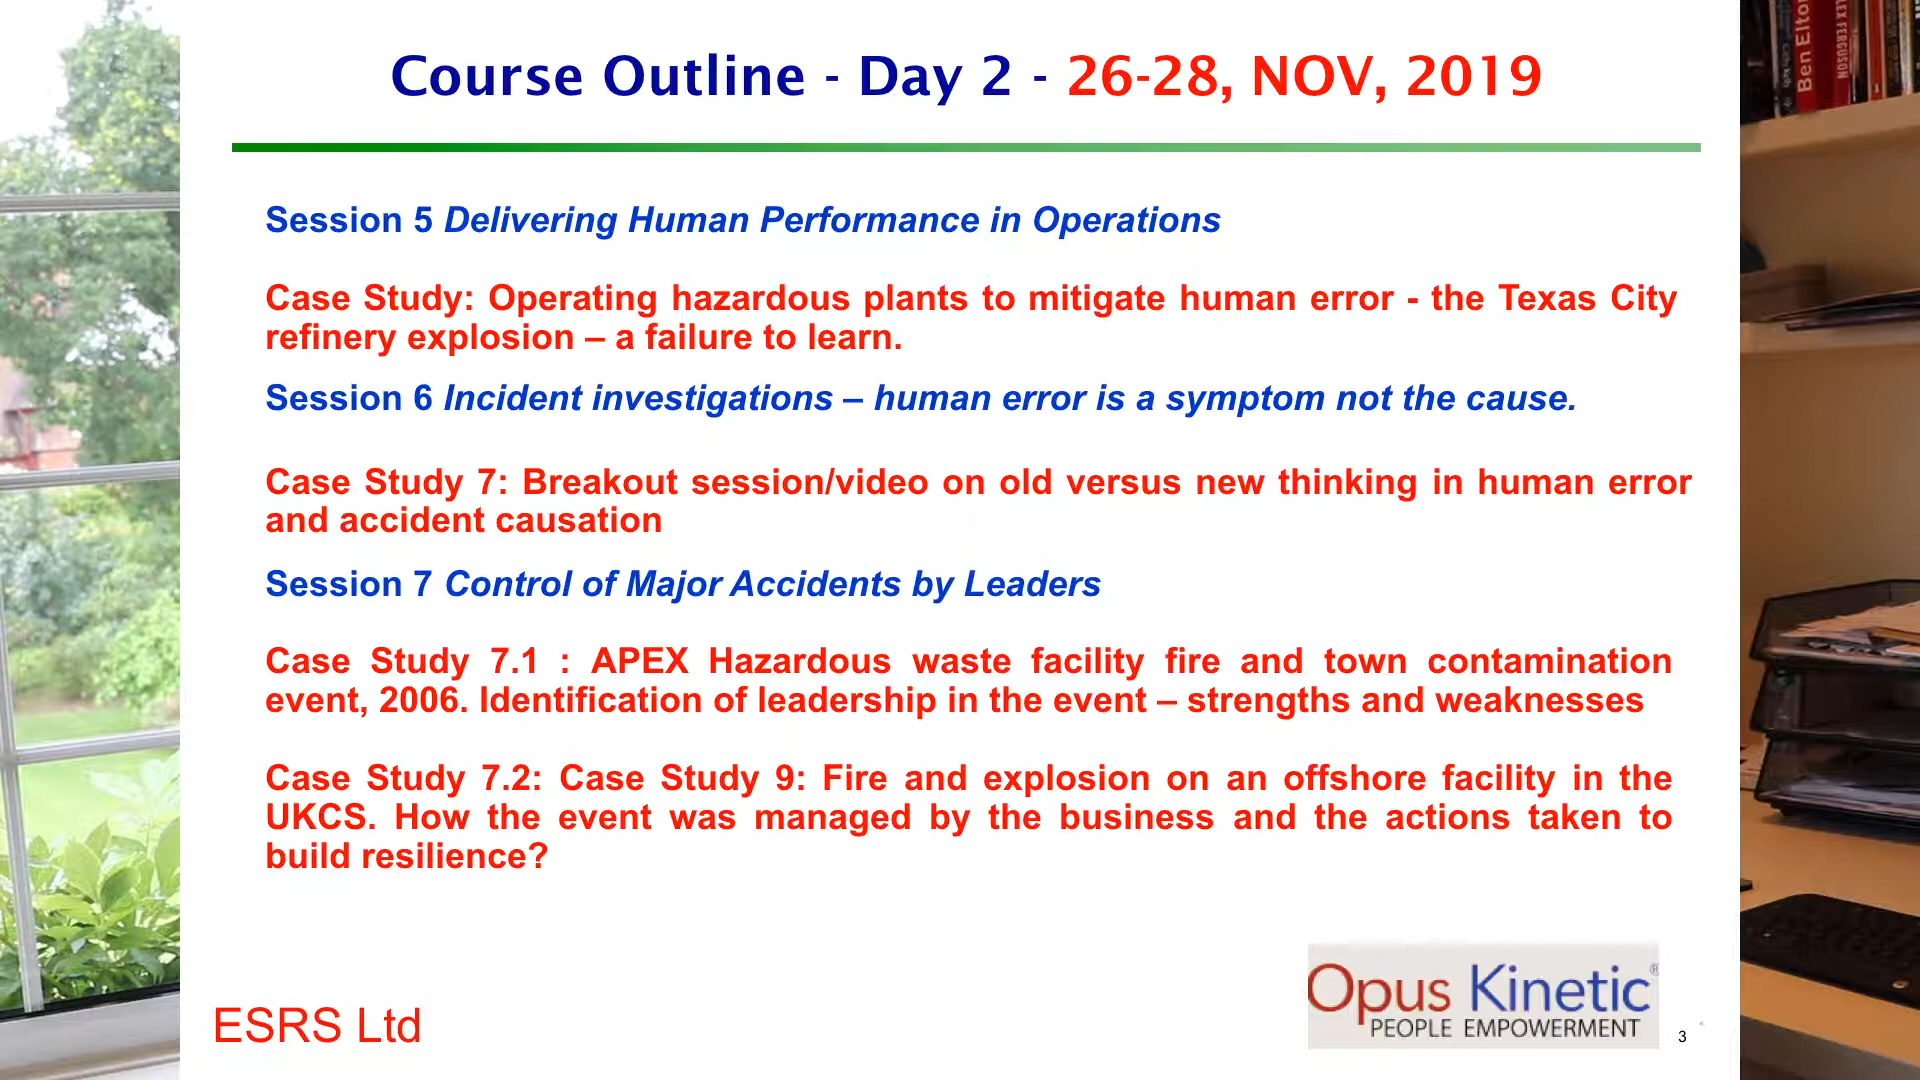 Course Outline - Day 2 - 26-28, NOV, 2019
Session 5 Delivering Human Performance in Operations
Case Study: Operating hazardous plants to mitigate human error - the Texas City
refinery explosion – a failure to learn.
Session 6 Incident investigations – human error is a symptom not the cause.
Case Study 7: Breakout session/video on old versus new thinking in human error
and accident causation
Session 7 Control of Major Accidents by Leaders
Case Study 7.1 : APEX Hazardous waste facility fire and town contamination
event, 2006. Identification of leadership in the event – strengths and weaknesses
Case Study 7.2: Case Study 9: Fire and explosion on an offshore facility in the
UKCS. How the event was managed by the business and the actions taken to
build resilience?
ESRS Ltd
Opus Kinetic®
PEOPLE EMPOWERMENT
3
Ben Elton
EX FERGUSON